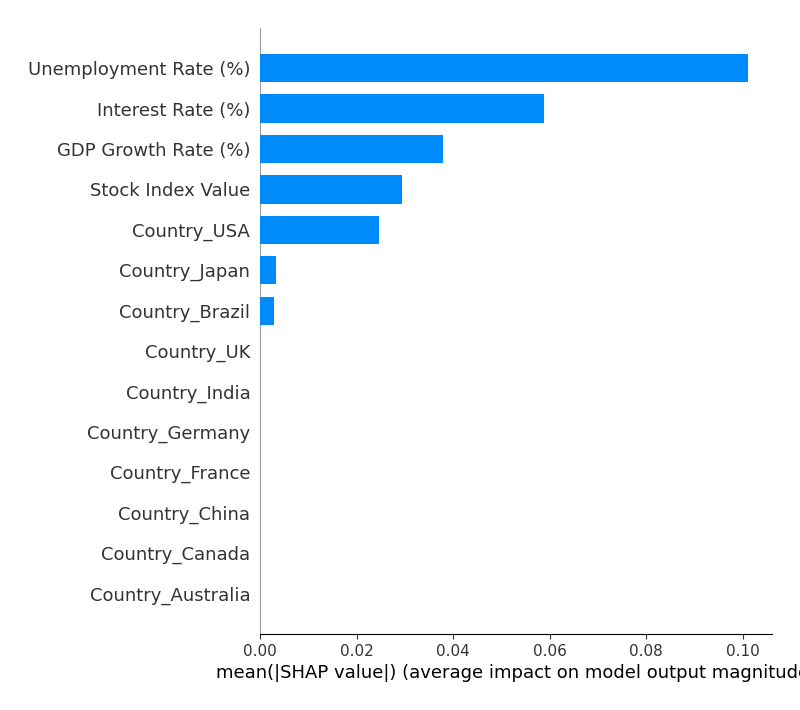 Unemployment Rate (%)
Interest Rate (%)
GDP Growth Rate (%)
Stock Index Value
Country_USA
Country_Japan
Country_Brazil
Country_UK
Country_India
Country_Germany
Country_France
Country_China
Country_Canada
Country_Australia
0.00 0.02 0.04 0.06 0.08 0.10
mean(|SHAP value|) (average impact on model output magnitude